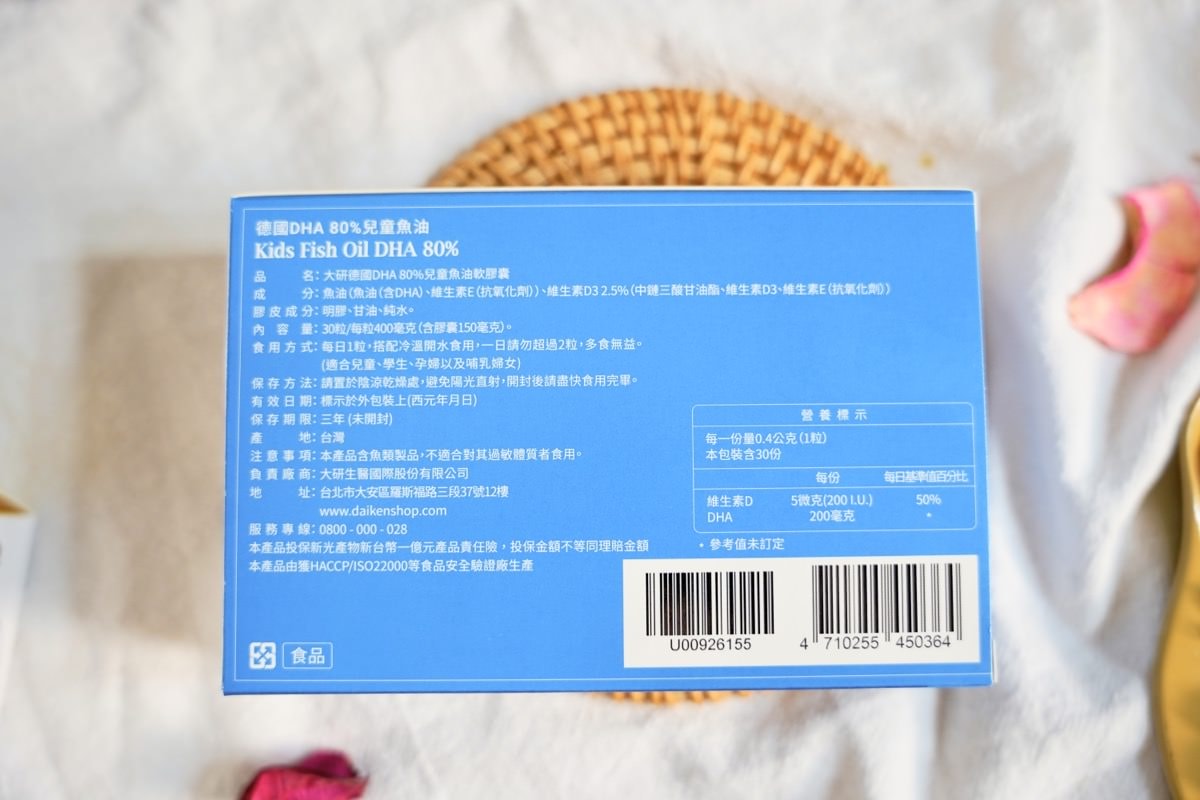 德國DHA 80%兒童魚油
Kids Fish Oil DHA 80%
品名：大研德國DHA 80%兒童魚油軟膠囊
成分：魚油(魚油(含DHA)、維生素E(抗氧化劑))、維生素D3 2.5%(中鏈三酸甘油酯、維生素D3、維生素E(抗氧化劑))
膠皮成分：明膠、甘油、純水。
內容量：30粒/每粒400毫克(含膠囊150毫克)。
食用方式：每日1粒，搭配冷溫開水食用，一日請勿超過2粒，多食無益。
(適合兒童、學生、孕婦以及哺乳婦女)
保存方法：請置於陰涼乾燥處，避免陽光直射，開封後請盡快食用完畢。
有效日期：標示於外包裝上(西元年月日)
保存期限：三年 (未開封)
產地：台灣
注意事項：本產品含魚類製品，不適合對其過敏體質者食用。
負責廠商：大研生醫國際股份有限公司
地址：台北市大安區羅斯福路三段37號12樓
www.daikenshop.com
服務專線：0800 - 000 - 028
本產品投保新光產物新台幣一億元產品責任險，投保金額不等同理賠金額
本產品由獲HACCP/ISO22000等食品安全驗證廠生產
食品
營養標示
每一份量0.4公克(1粒)
本包裝含30份
每份 每日基準值百分比
維生素D 5微克(200 I.U.) 50%
DHA 200毫克 *
* 參考值未訂定
U00926155
4 710255 450364